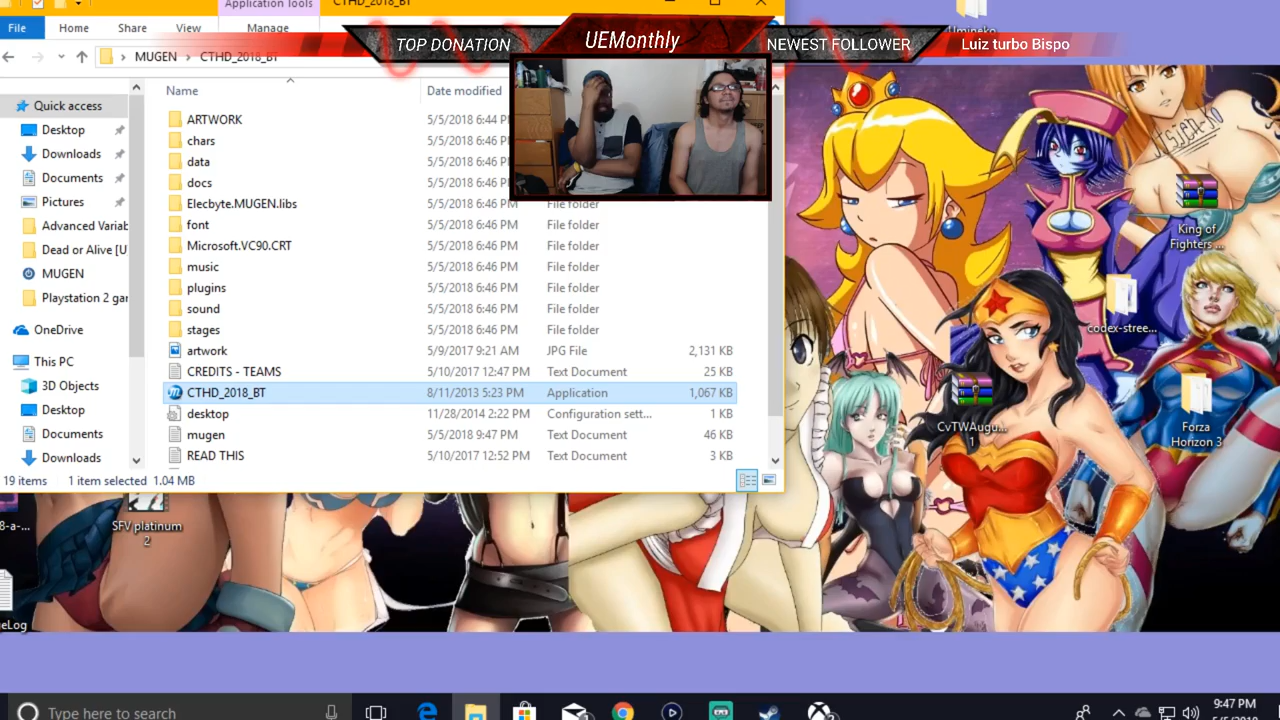 Application Tools
CTHD_2018_BT
File
Home
Share
View
Manage
TOP DONATION
UEMonthly
NEWEST FOLLOWER
Luiz turbo Bispo
MUGEN
CTHD_2018_BT
Name
Date modified
Quick access
Desktop
Downloads
Documents
Pictures
Advanced Variab
Dead or Alive [U
MUGEN
Playstation 2 gar
OneDrive
This PC
3D Objects
Desktop
Documents
Downloads
ARTWORK 5/5/2018 6:44 P
chars 5/5/2018 6:46 P
data 5/5/2018 6:46 P
docs 5/5/2018 6:46 P
Elecbyte.MUGEN.libs 5/5/2018 6:46 PM File folder
font 5/5/2018 6:46 PM File folder
Microsoft.VC90.CRT 5/5/2018 6:46 PM File folder
music 5/5/2018 6:46 PM File folder
plugins 5/5/2018 6:46 PM File folder
sound 5/5/2018 6:46 PM File folder
stages 5/5/2018 6:46 PM File folder
artwork 5/9/2017 9:21 AM JPG File 2,131 KB
CREDITS - TEAMS 5/10/2017 12:47 PM Text Document 25 KB
CTHD_2018_BT 8/11/2013 5:23 PM Application 1,067 KB
desktop 11/28/2014 2:22 PM Configuration sett... 1 KB
mugen 5/5/2018 9:47 PM Text Document 46 KB
READ THIS 5/10/2017 12:52 PM Text Document 3 KB
19 items 1 item selected 1.04 MB
King of
Fighters ...
codex-stree...
CvTWAugu...
1
Forza
Horizon 3
8-a-...
SFV platinum
2
eLog
Type here to search
9:47 PM